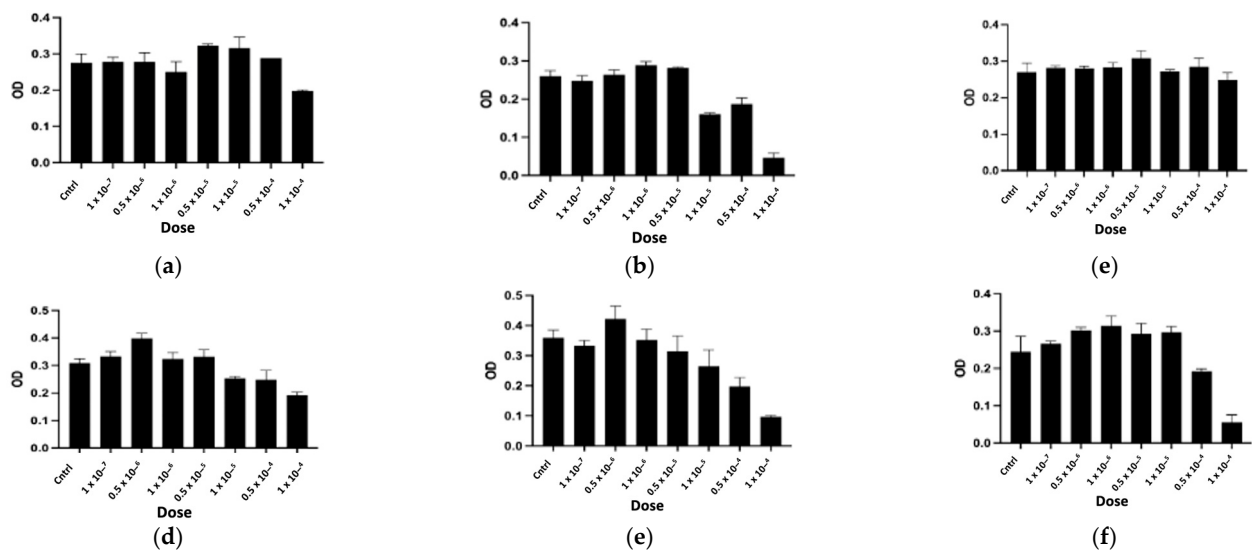 0.4
0.3
0.2
0.1
0.0
OD
Cntrl
1 x 10⁻⁷
0.5 x 10⁻⁶
1 x 10⁻⁶
0.5 x 10⁻⁵
1 x 10⁻⁵
0.5 x 10⁻⁴
1 x 10⁻⁴
Dose
(a)
0.4
0.3
0.2
0.1
0.0
OD
Cntrl
1 x 10⁻⁷
0.5 x 10⁻⁶
1 x 10⁻⁶
0.5 x 10⁻⁵
1 x 10⁻⁵
0.5 x 10⁻⁴
1 x 10⁻⁴
Dose
(b)
0.4
0.3
0.2
0.1
0.0
OD
Cntrl
1 x 10⁻⁷
0.5 x 10⁻⁶
1 x 10⁻⁶
0.5 x 10⁻⁵
1 x 10⁻⁵
0.5 x 10⁻⁴
1 x 10⁻⁴
Dose
(e)
0.5
0.4
0.3
0.2
0.1
0.0
OD
Cntrl
1 x 10⁻⁷
0.5 x 10⁻⁶
1 x 10⁻⁶
0.5 x 10⁻⁵
1 x 10⁻⁵
0.5 x 10⁻⁴
1 x 10⁻⁴
Dose
(d)
0.5
0.4
0.3
0.2
0.1
0.0
OD
Cntrl
1 x 10⁻⁷
0.5 x 10⁻⁶
1 x 10⁻⁶
0.5 x 10⁻⁵
1 x 10⁻⁵
0.5 x 10⁻⁴
1 x 10⁻⁴
Dose
(e)
0.4
0.3
0.2
0.1
0.0
OD
Cntrl
1 x 10⁻⁷
0.5 x 10⁻⁶
1 x 10⁻⁶
0.5 x 10⁻⁵
1 x 10⁻⁵
0.5 x 10⁻⁴
1 x 10⁻⁴
Dose
(f)